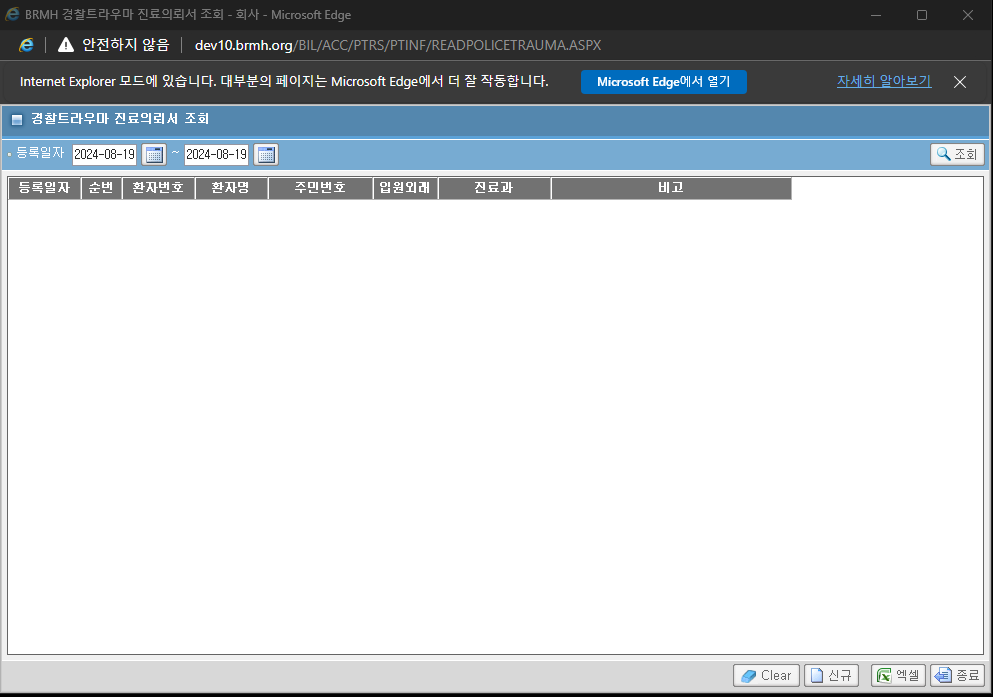 BRMH 경찰트라우마 진료의뢰서 조회 - 회사 - Microsoft Edge
안전하지 않음 dev10.brmh.org/BIL/ACC/PTRS/PTINF/READPOLICETRAUMA.ASPX
Internet Explorer 모드에 있습니다. 대부분의 페이지는 Microsoft Edge에서 더 잘 작동합니다. Microsoft Edge에서 열기 자세히 알아보기
경찰트라우마 진료의뢰서 조회
등록일자 2024-08-19 ~ 2024-08-19 조회
등록일자 순번 환자번호 환자명 주민번호 입원외래 진료과 비고
Clear 신규 엑셀 종료